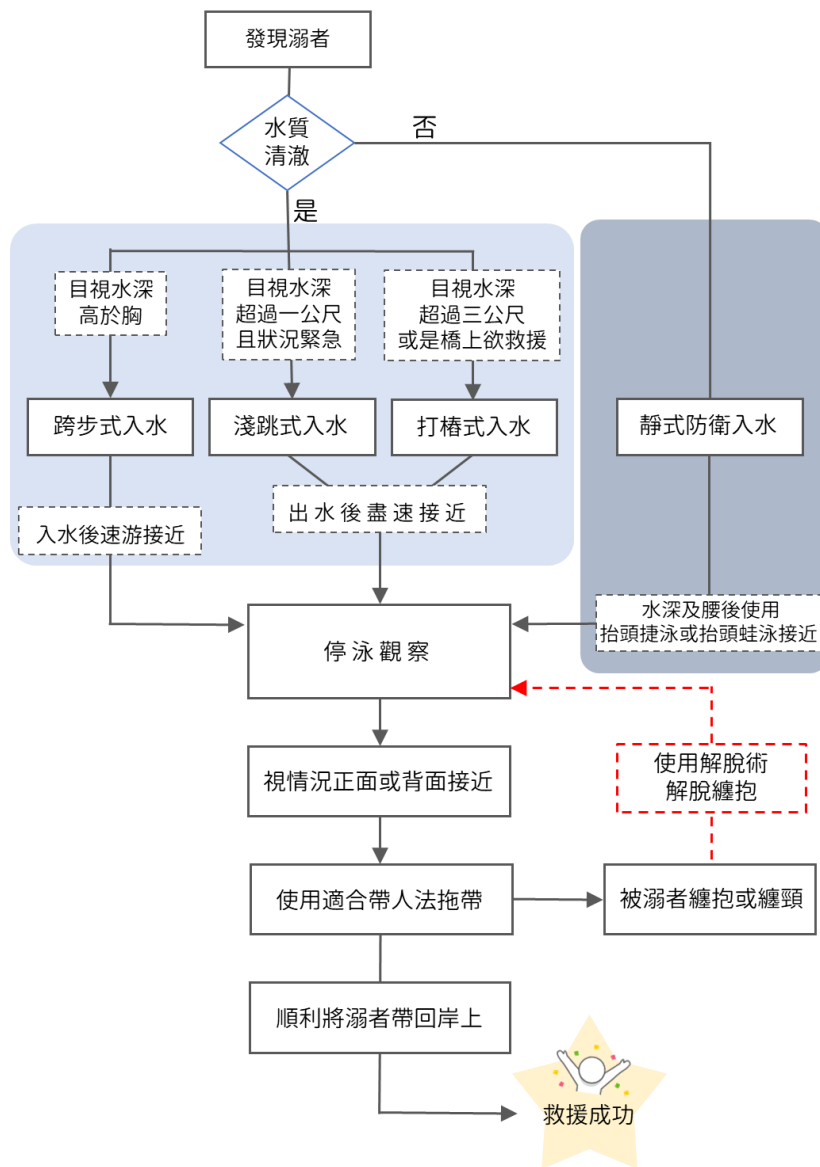 發現溺者
水質
清澈
否
是
目視水深
高於胸
目視水深
超過一公尺
且狀況緊急
目視水深
超過三公尺
或是橋上欲救援
跨步式入水
淺跳式入水
打樁式入水
靜式防衛入水
入水後速游接近
出水後盡速接近
水深及腰後使用
抬頭捷泳或抬頭蛙泳接近
停泳觀察
視情況正面或背面接近
使用解脫術
解脫纏抱
使用適合帶人法拖帶
被溺者纏抱或纏頸
順利將溺者帶回岸上
救援成功